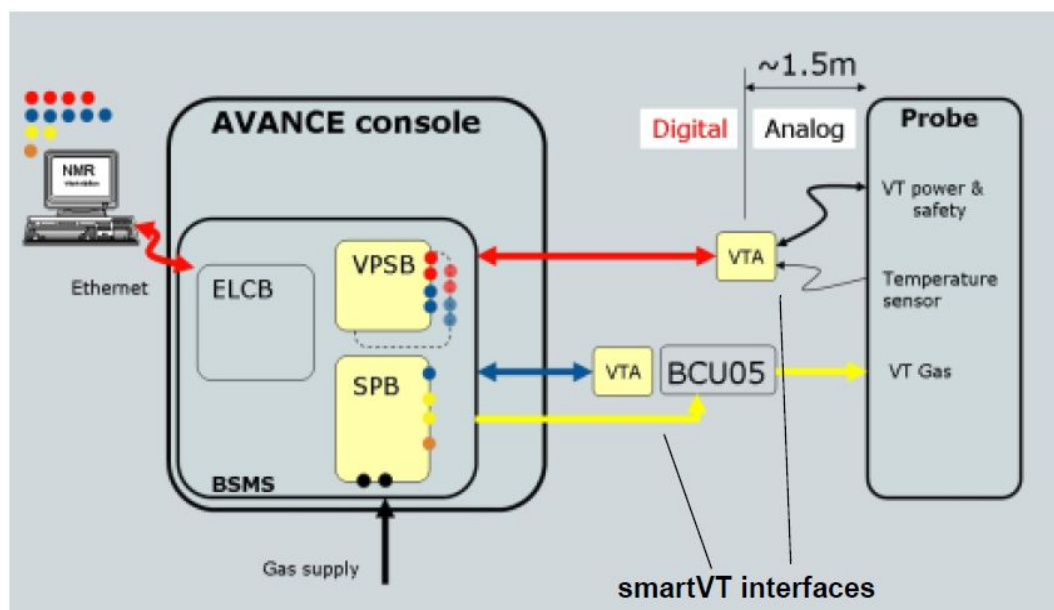 ~1.5m
AVANCE console
Digital
Analog
Probe
NMR
VT power &
safety
VPSB
VTA
ELCB
Ethernet
Temperature
sensor
SPB
VTA
BCU05
VT Gas
BSMS
Gas supply
smartVT interfaces